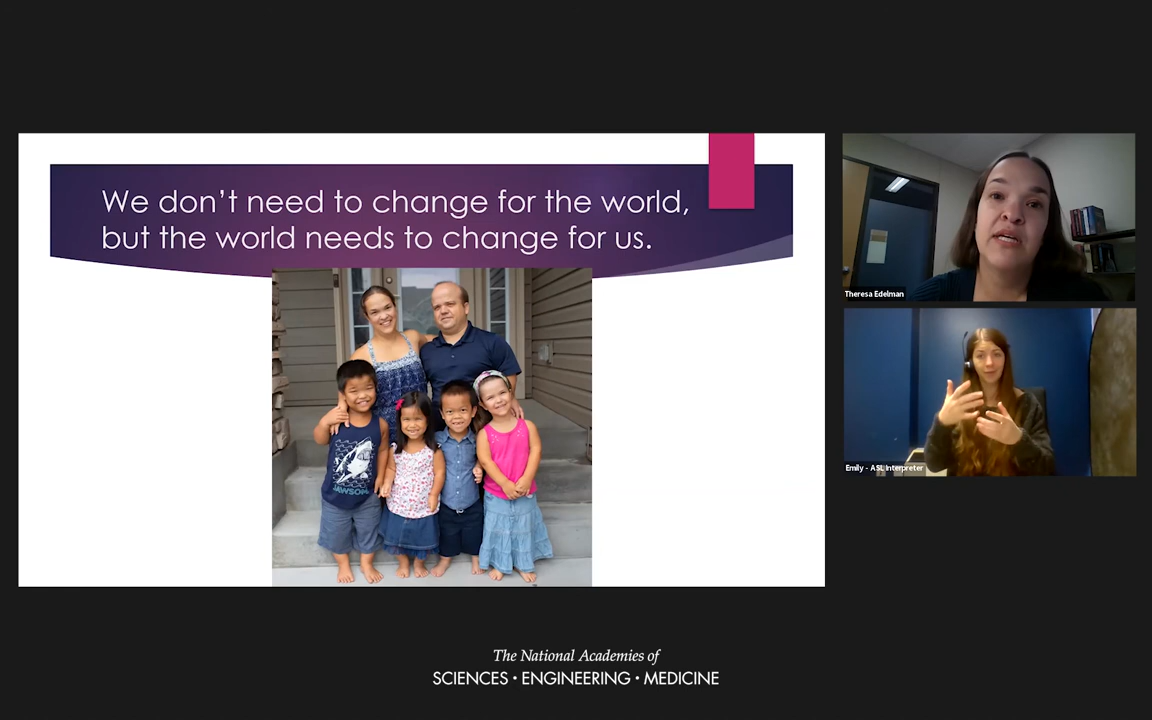 We don't need to change for the world,
but the world needs to change for us.
JAWSOME
Theresa Edelman
Emily - ASL Interpreter
The National Academies of
SCIENCES · ENGINEERING · MEDICINE